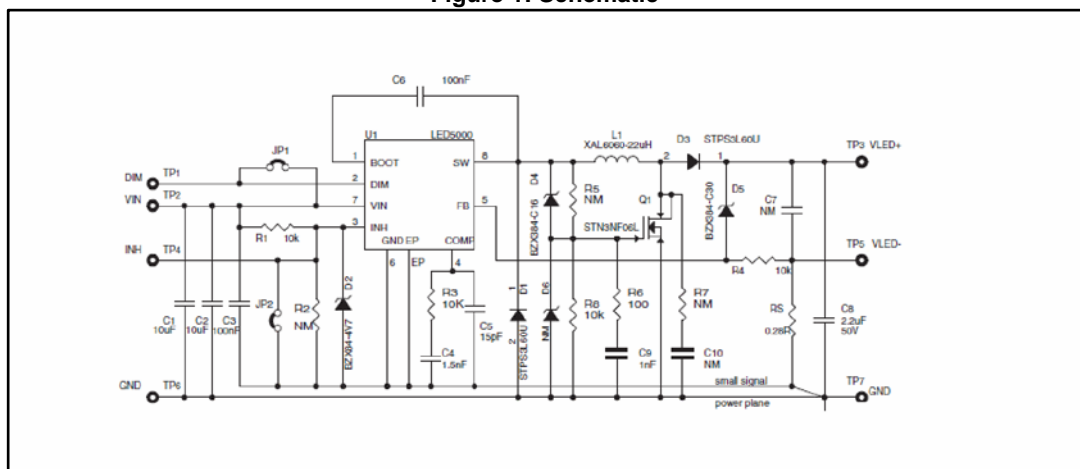 Figure 1. Schematic
C6
100nF
U1
LED5000
JP1
1
BOOT
SW
8
DIM
TP1
2
DIM
VIN
TP2
7
VIN
FB
5
3
INH
R1
10k
INH
TP4
GND
EP
COMP
6
EP
4
L1
XAL6060-22uH
2
D3
STPS3L60U
1
TP3
VLED+
D4
BZX384-C16
R5
NM
Q1
STN3NF06L
BZX384-C30
D5
C7
NM
TP5
VLED-
R4
10k
JP2
R2
NM
D2
BZX84-4V7
R3
10K
C5
15pF
C4
1.5nF
1
D1
2
STPS3L60U
D6
NM
R8
10k
R6
100
R7
NM
C9
1nF
C10
NM
RS
0.28R
C8
2.2uF
50V
C1
10uF
C2
10uF
C3
100nF
small signal
power plane
GND
TP6
TP7
GND